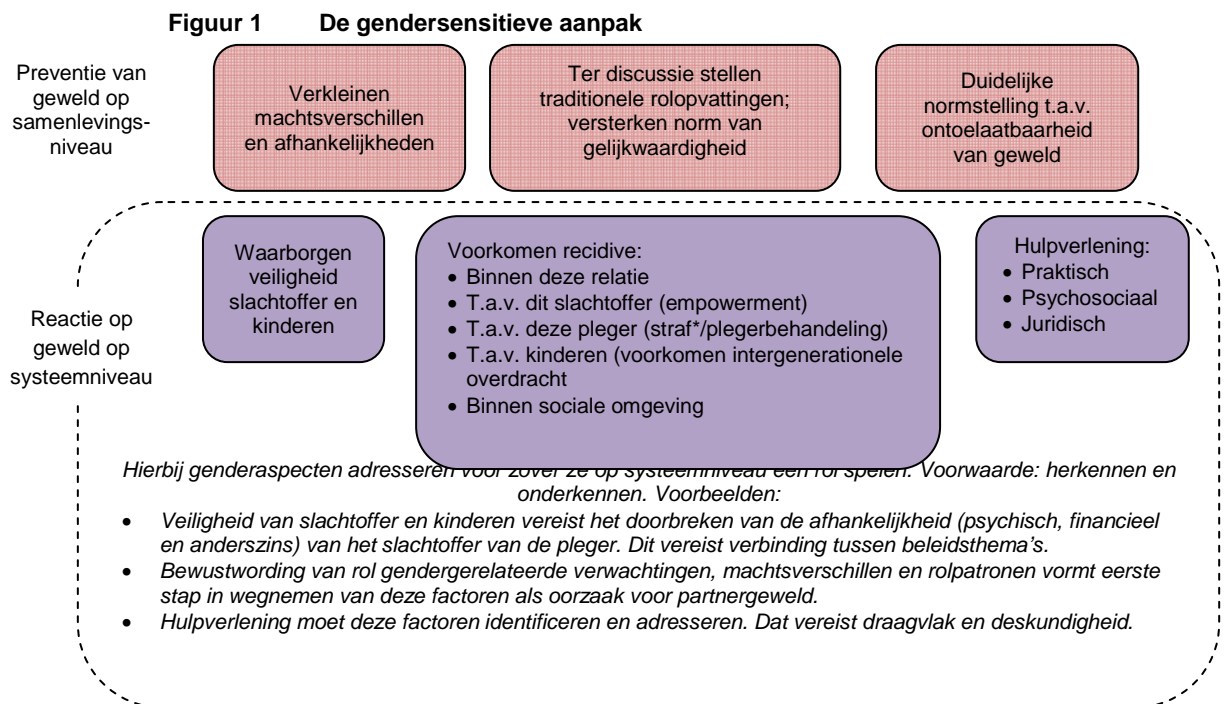 Figuur 1 De gendersensitieve aanpak
Preventie van
geweld op
samenlevings-
niveau
Verkleinen
machtsverschillen
en afhankelijkheden
Ter discussie stellen
traditionele rolopvattingen;
versterken norm van
gelijkwaardigheid
Duidelijke
normstelling t.a.v.
ontoelaatbaarheid
van geweld
Reactie op
geweld op
systeemniveau
Waarborgen
veiligheid
slachtoffer en
kinderen
Voorkomen recidive:
• Binnen deze relatie
• T.a.v. dit slachtoffer (empowerment)
• T.a.v. deze pleger (straf*/plegerbehandeling)
• T.a.v. kinderen (voorkomen intergenerationele
overdracht
• Binnen sociale omgeving
Hulpverlening:
• Praktisch
• Psychosociaal
• Juridisch
Hierbij genderaspecten adresseren voor zover ze op systeemniveau een rol spelen. Voorwaarde: herkennen en
onderkennen. Voorbeelden:
• Veiligheid van slachtoffer en kinderen vereist het doorbreken van de afhankelijkheid (psychisch, financieel
en anderszins) van het slachtoffer van de pleger. Dit vereist verbinding tussen beleidsthema's.
• Bewustwording van rol gendergerelateerde verwachtingen, machtsverschillen en rolpatronen vormt eerste
stap in wegnemen van deze factoren als oorzaak voor partnergeweld.
• Hulpverlening moet deze factoren identificeren en adresseren. Dat vereist draagvlak en deskundigheid.